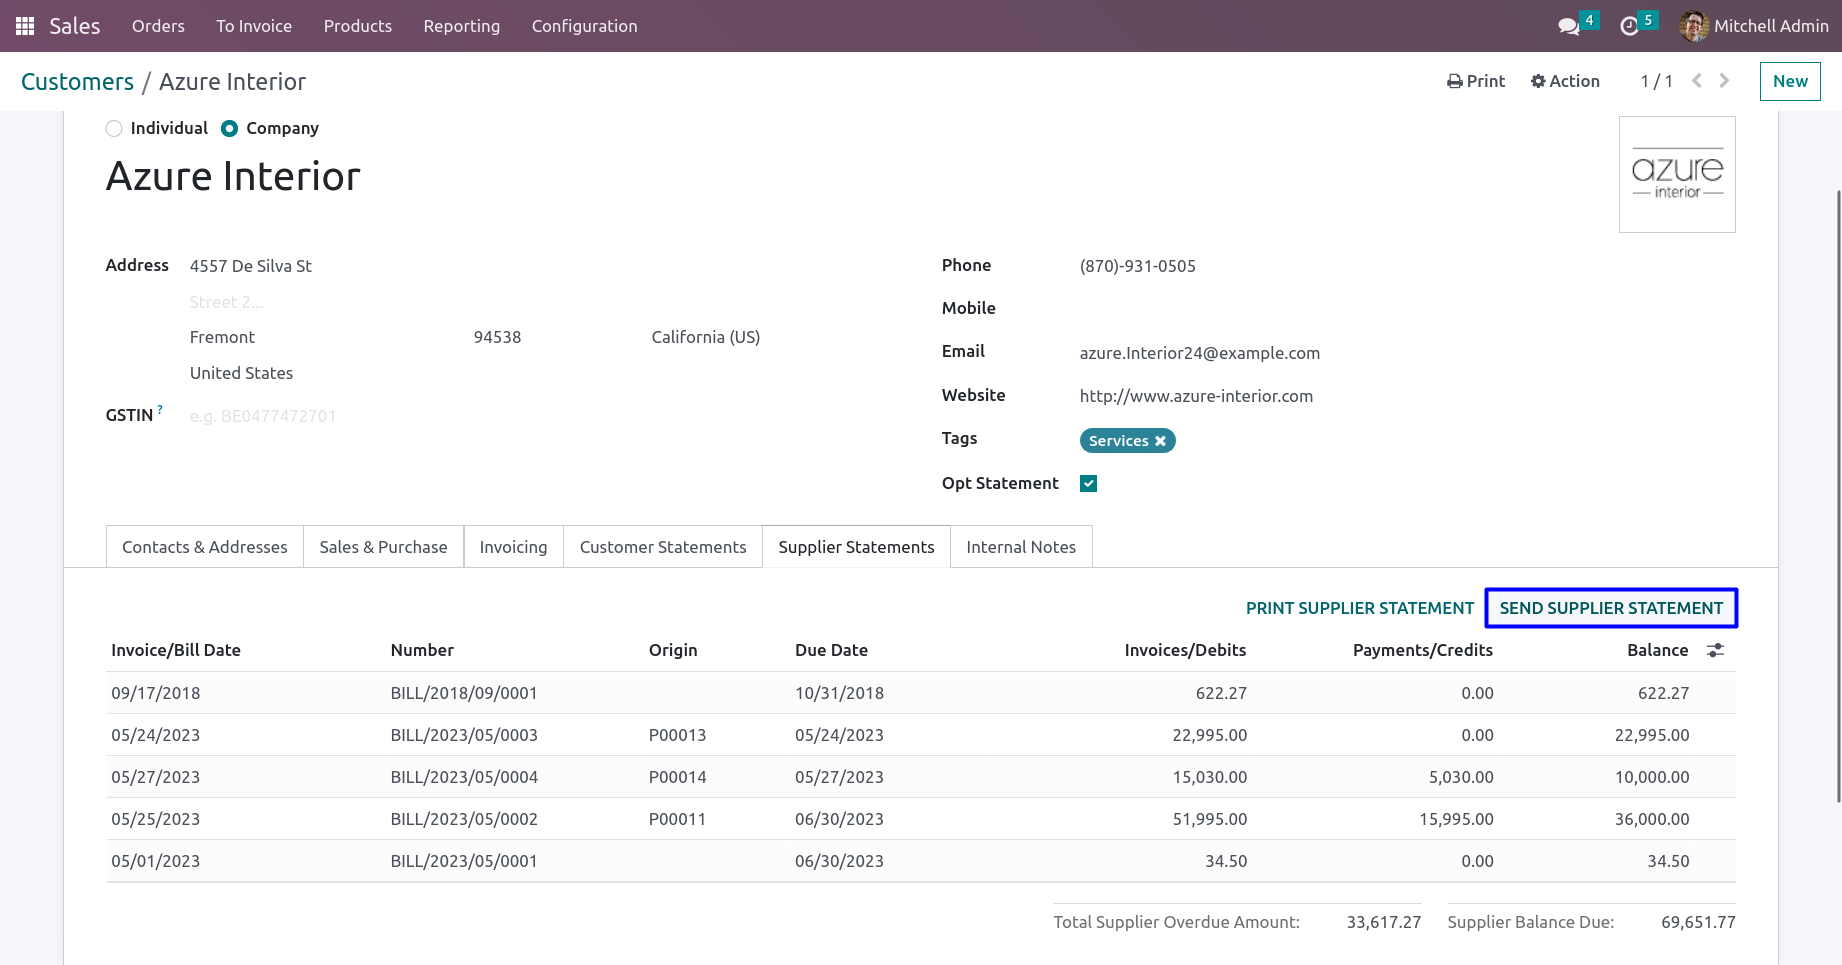 Sales Orders To Invoice Products Reporting Configuration 4 5 Mitchell Admin
Customers / Azure Interior Print Action 1 / 1 New
Individual Company
Azure Interior
azure
interior
Address 4557 De Silva St Phone (870)-931-0505
Street 2... Mobile
Fremont 94538 California (US)
Email azure.Interior24@example.com
United States
Website http://www.azure-interior.com
GSTIN ? e.g. BE0477472701
Tags Services
Opt Statement
Contacts & Addresses Sales & Purchase Invoicing Customer Statements Supplier Statements Internal Notes
PRINT SUPPLIER STATEMENT SEND SUPPLIER STATEMENT
Invoice/Bill Date Number Origin Due Date Invoices/Debits Payments/Credits Balance
09/17/2018 BILL/2018/09/0001 10/31/2018 622.27 0.00 622.27
05/24/2023 BILL/2023/05/0003 P00013 05/24/2023 22,995.00 0.00 22,995.00
05/27/2023 BILL/2023/05/0004 P00014 05/27/2023 15,030.00 5,030.00 10,000.00
05/25/2023 BILL/2023/05/0002 P00011 06/30/2023 51,995.00 15,995.00 36,000.00
05/01/2023 BILL/2023/05/0001 06/30/2023 34.50 0.00 34.50
Total Supplier Overdue Amount: 33,617.27 Supplier Balance Due: 69,651.77